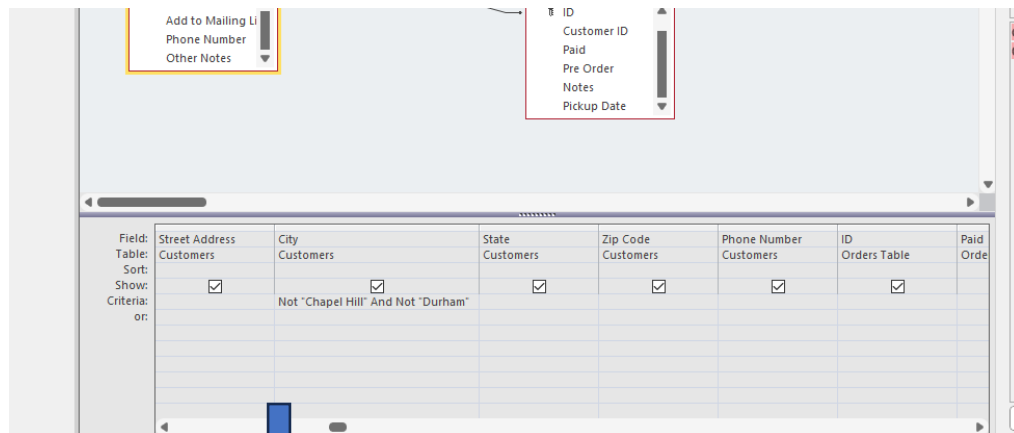 Add to Mailing Li
Phone Number
Other Notes
ID
Customer ID
Paid
Pre Order
Notes
Pickup Date
Field: Street Address City State Zip Code Phone Number ID Paid
Table: Customers Customers Customers Customers Customers Orders Table Orde
Sort:
Show:
Criteria: Not "Chapel Hill" And Not "Durham"
or: